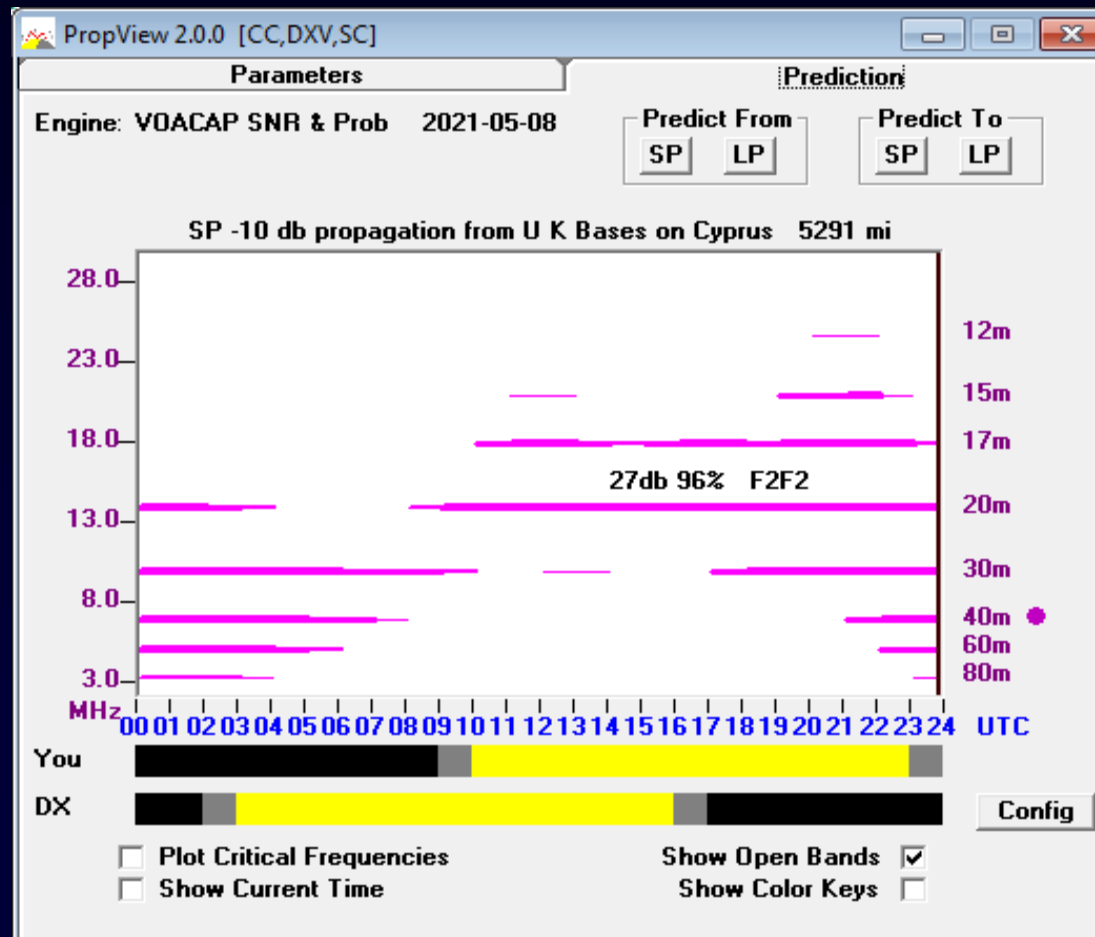 PropView 2.0.0 [CC,DXV,SC]
Parameters Prediction
Engine: VOACAP SNR & Prob 2021-05-08
Predict From Predict To
SP LP SP LP
SP -10 db propagation from U K Bases on Cyprus 5291 mi
28.0
12m
23.0
15m
18.0 17m
27db 96% F2F2
20m
13.0
30m
8.0
40m
60m
3.0 80m
MHz
00 01 02 03 04 05 06 07 08 09 10 11 12 13 14 15 16 17 18 19 20 21 22 23 24 UTC
You
DX
Config
Plot Critical Frequencies Show Open Bands
Show Current Time Show Color Keys